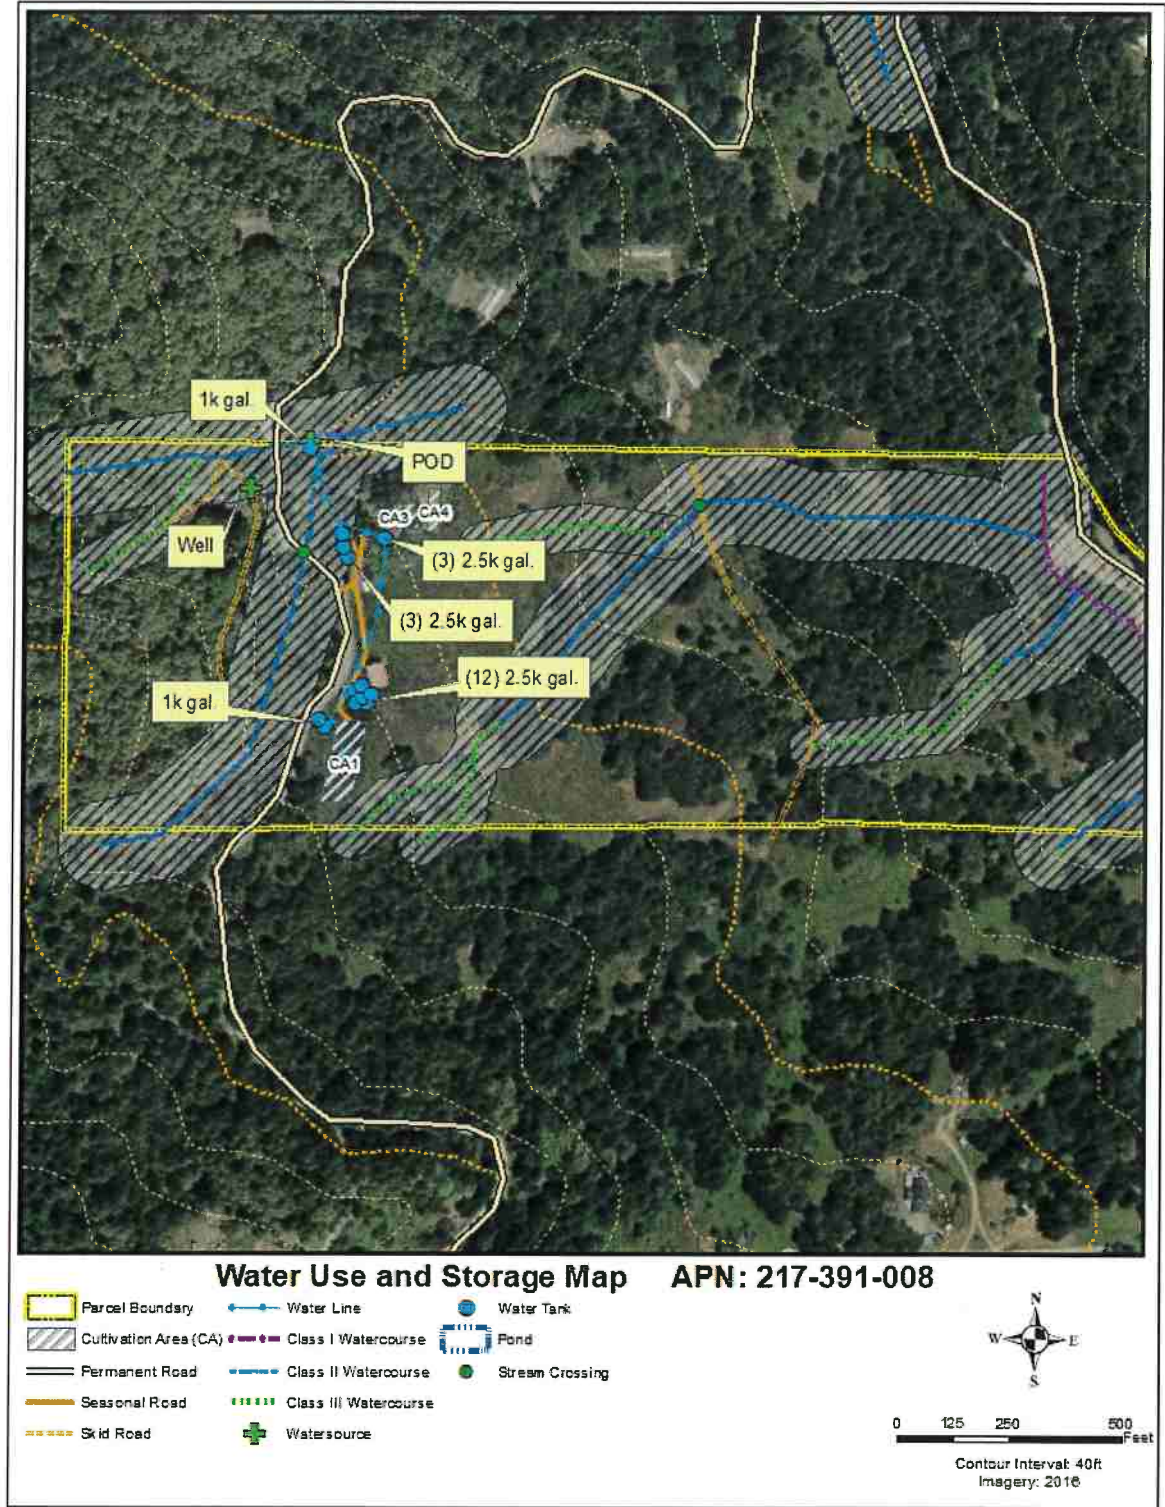 1k gal.
POD
CA3 CA4
Well
(3) 2.5k gal.
(3) 2.5k gal.
(12) 2.5k gal.
1k gal.
CA1
Water Use and Storage Map APN: 217-391-008
Parcel Boundary
Water Line
Water Tank
Cultivation Area (CA)
Class I Watercourse
Pond
Permanent Road
Class II Watercourse
Stream Crossing
Seasonal Road
Class III Watercourse
Skid Road
Watersource
N
W E
S
0 125 250 500
Feet
Contour Interval: 40ft
Imagery: 2016